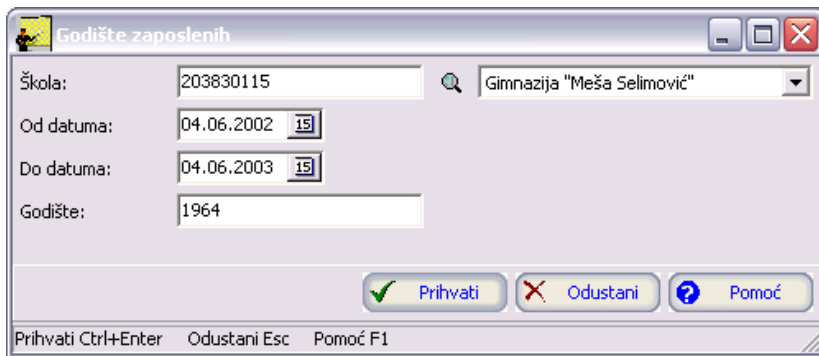 Godište zaposlenih
Škola: 203830115 Gimnazija "Meša Selimović"
Od datuma: 04.06.2002 15
Do datuma: 04.06.2003 15
Godište: 1964
Prihvati Odustani ? Pomoć
Prihvati Ctrl+Enter Odustani Esc Pomoć F1